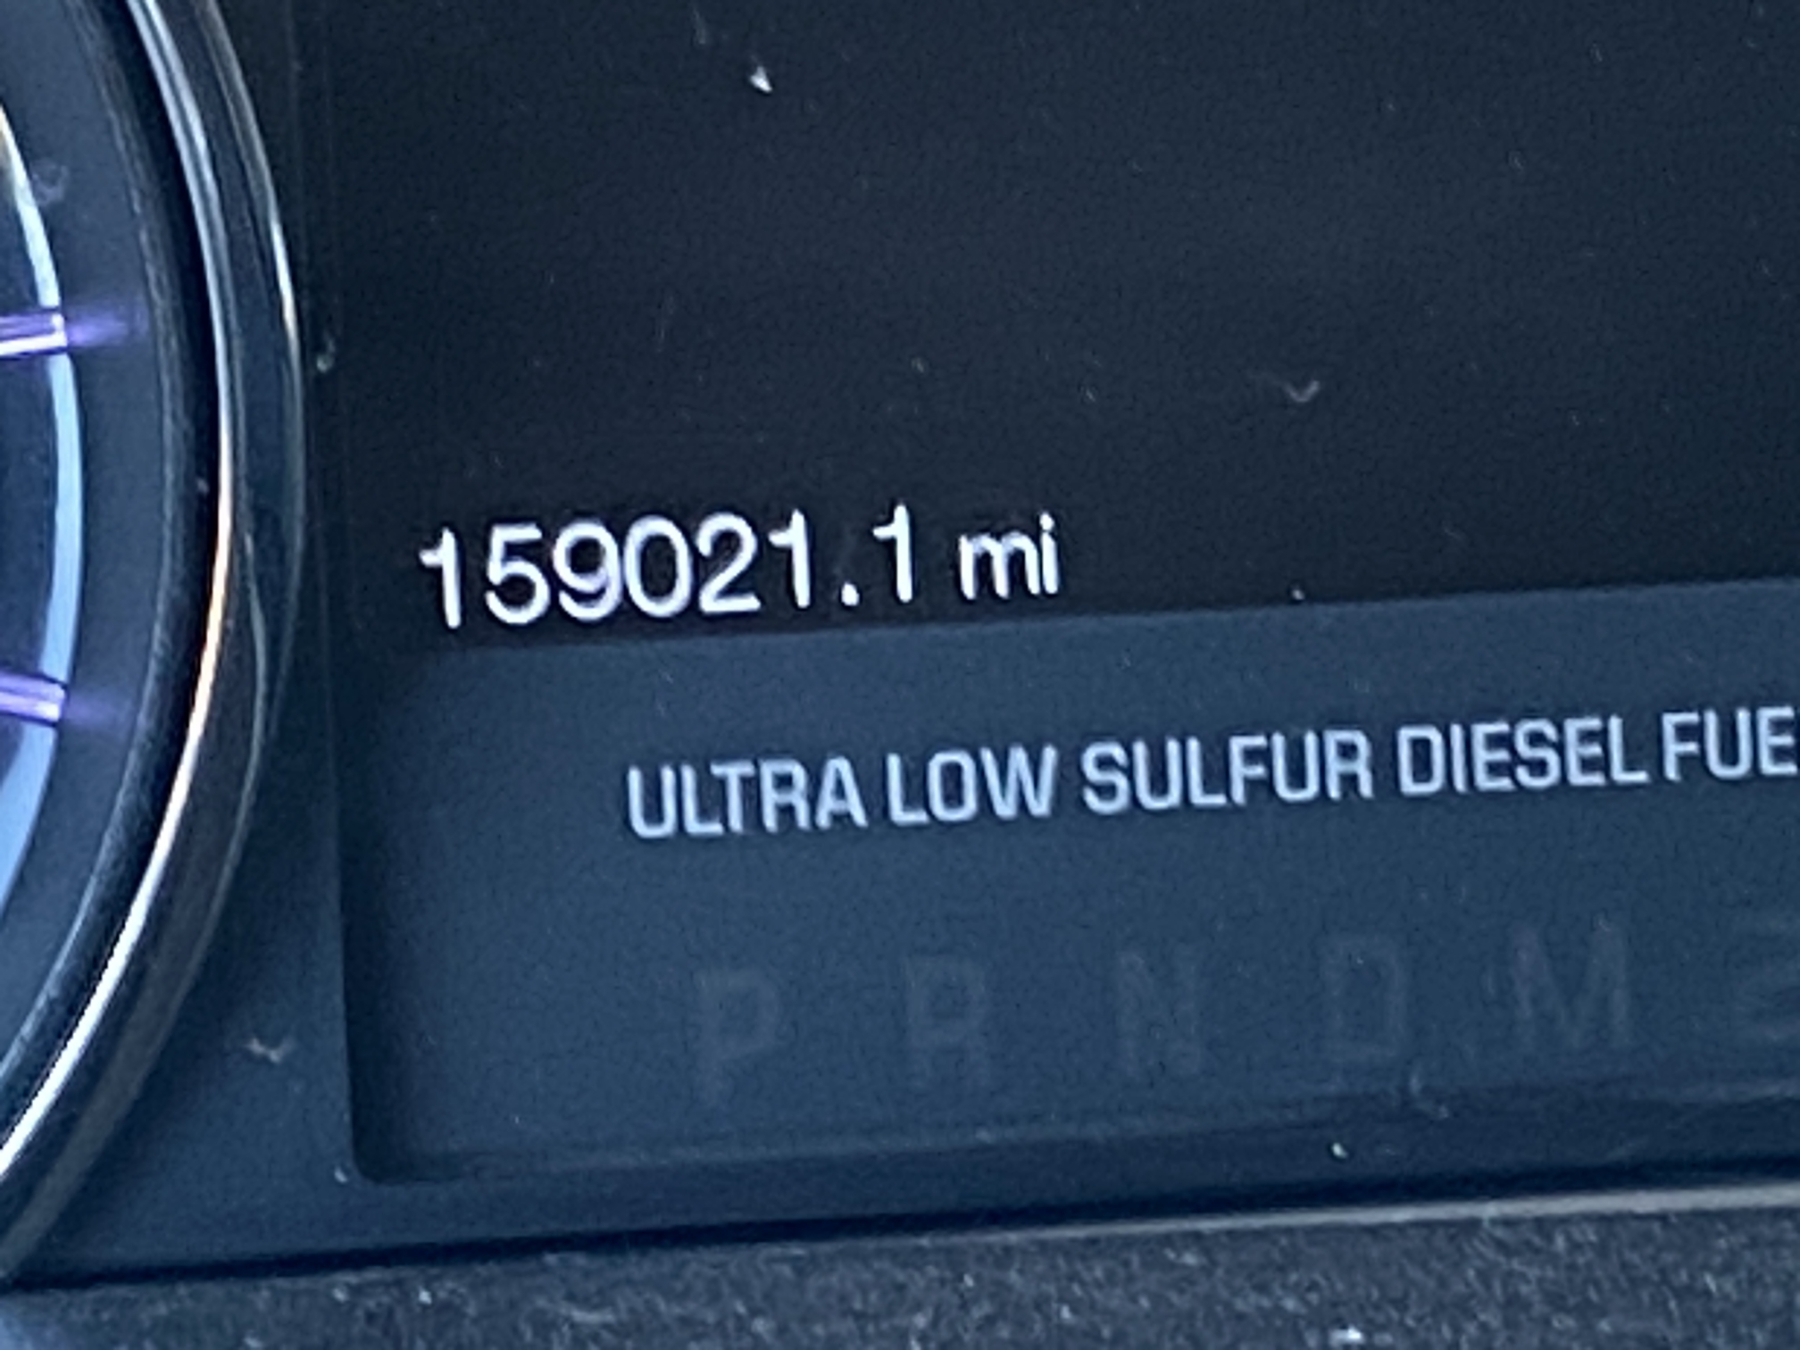 159021.1 mi
ULTRA LOW SULFUR DIESEL FUE
P R N D M